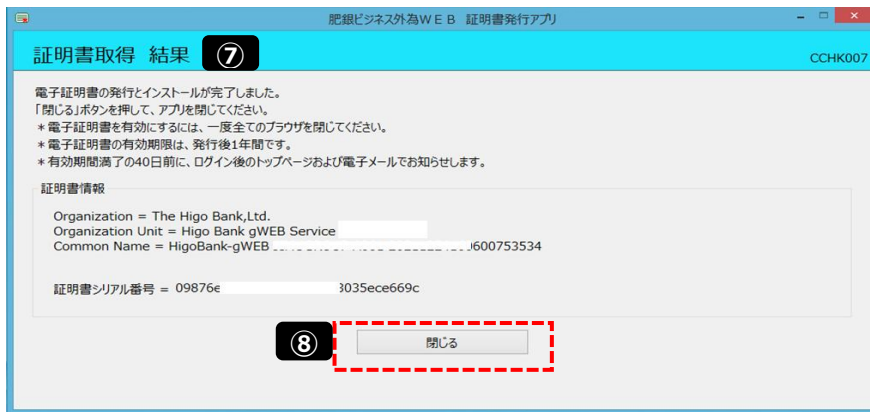 肥銀ビジネス外為WEB 証明書発行アプリ
証明書取得 結果 ⑦
CCHK007
電子証明書の発行とインストールが完了しました。
「閉じる」ボタンを押して、アプリを閉じてください。
＊電子証明書を有効にするには、一度全てのブラウザを閉じてください。
＊電子証明書の有効期限は、発行後1年間です。
＊有効期間満了の40日前に、ログイン後のトップページおよび電子メールでお知らせします。
証明書情報
Organization = The Higo Bank,Ltd.
Organization Unit = Higo Bank gWEB Service
Common Name = HigoBank-gWEB 0600753534
証明書シリアル番号 = 09876e 3035ece669c
⑧ 閉じる